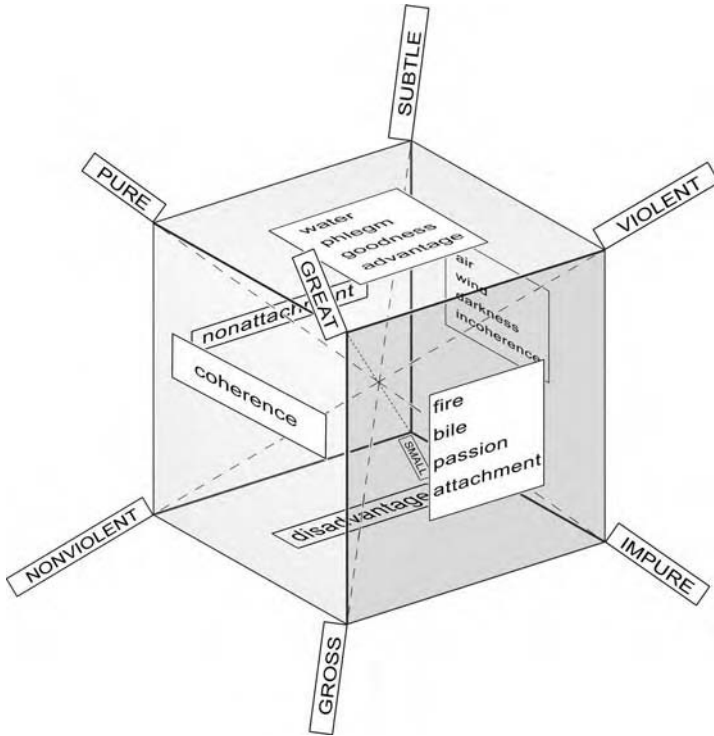 SUBTLE
PURE
VIOLENT
water
phlegm
goodness
advantage
GREAT
air
wind
darkness
incoherence
nonattachment
coherence
fire
bile
passion
attachment
SMALL
disadvantage
NONVIOLENT
IMPURE
GROSS